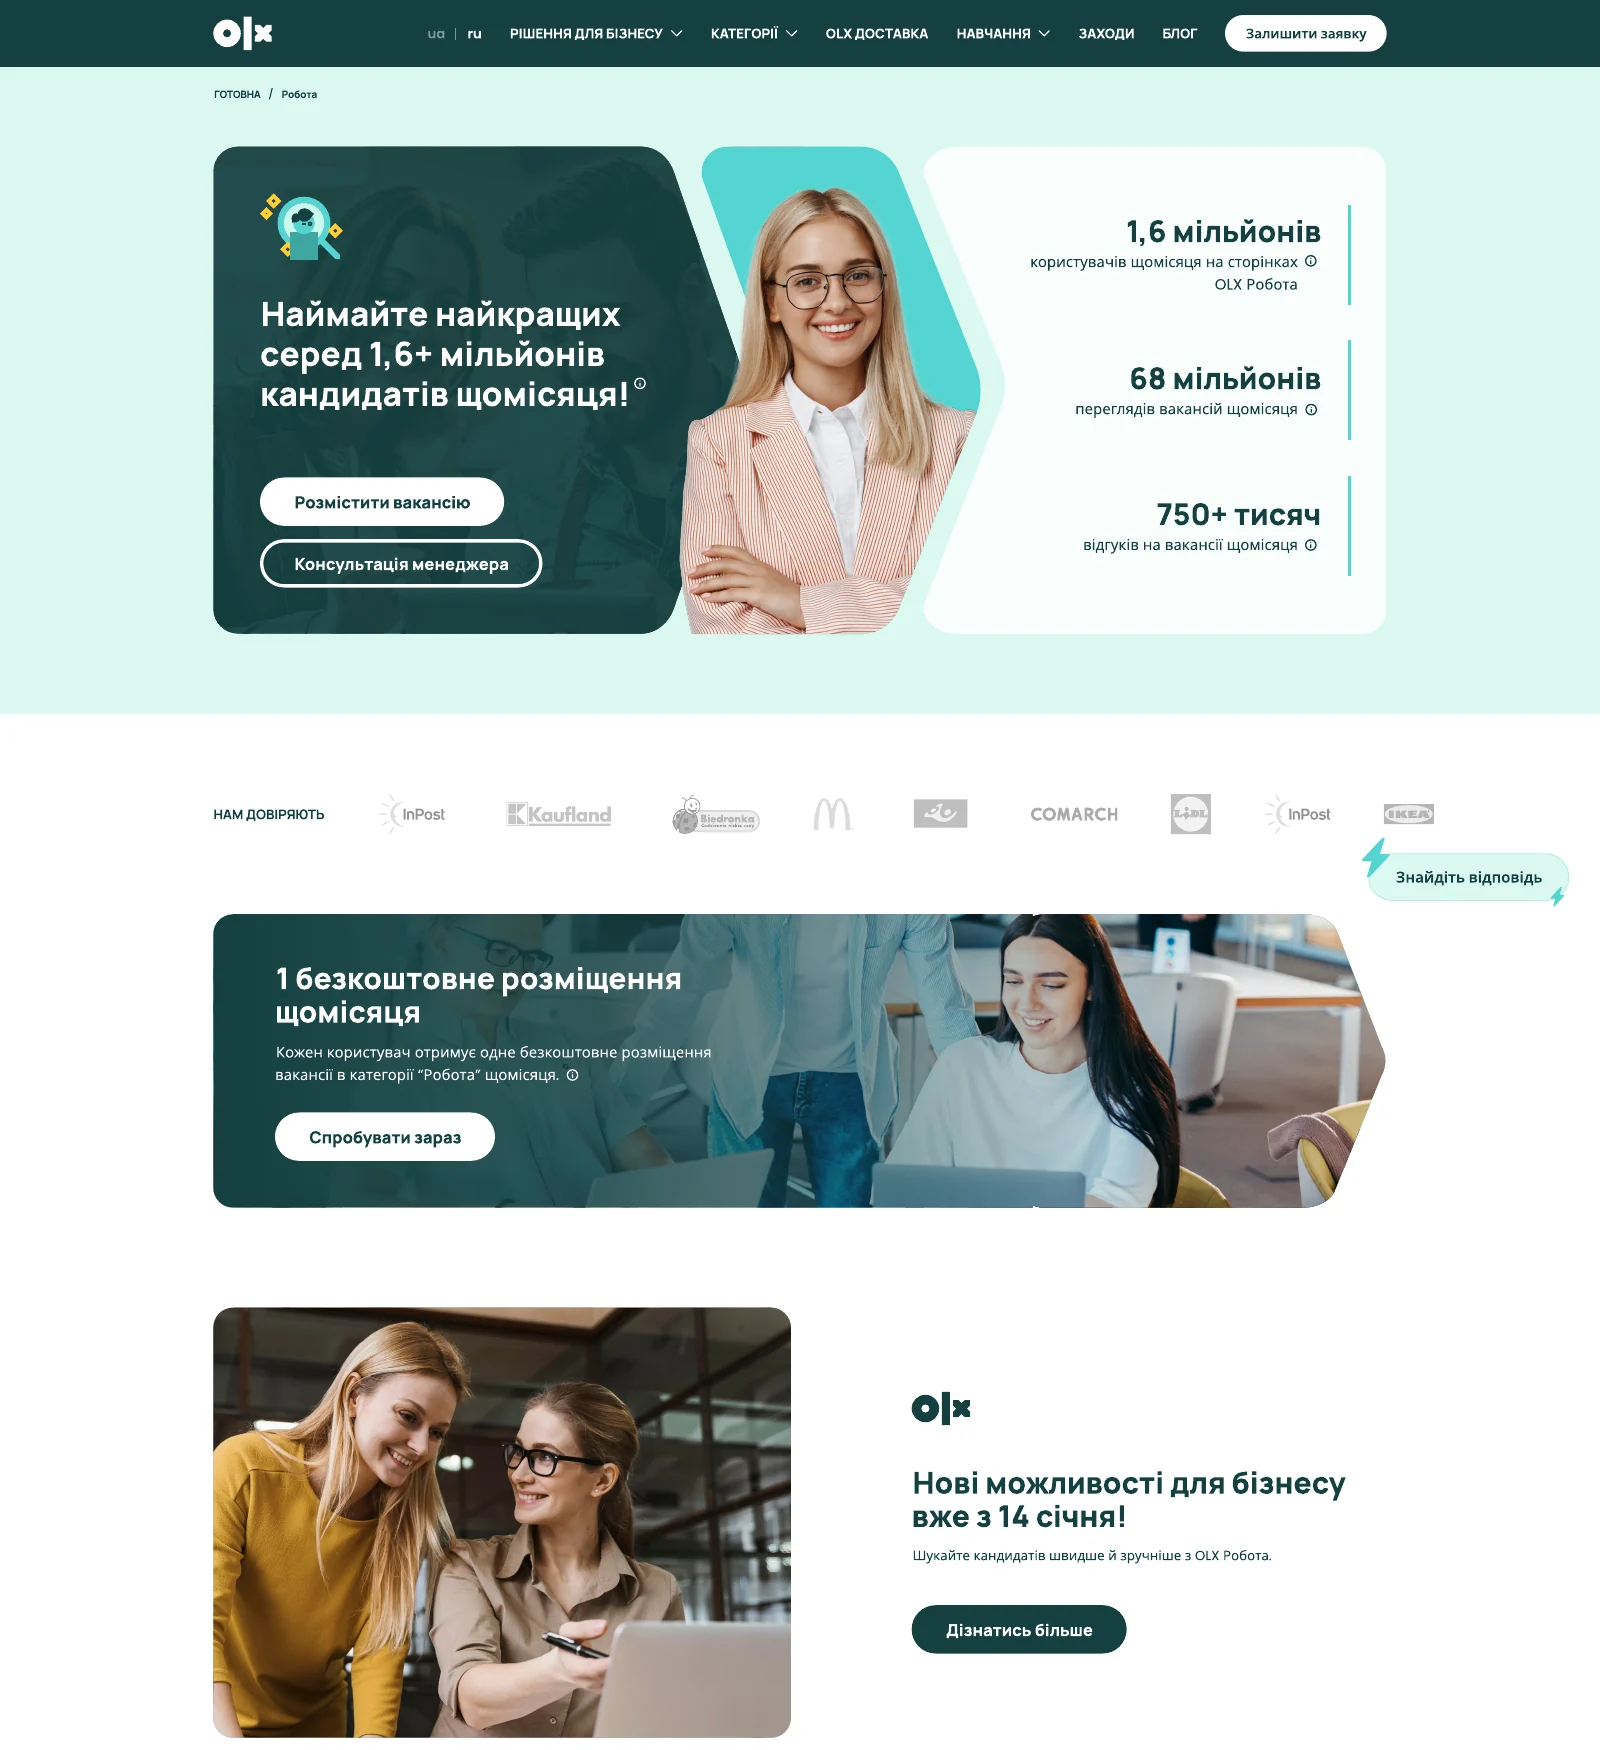 olx
ua | ru
РІШЕННЯ ДЛЯ БІЗНЕСУ
КАТЕГОРІЇ
OLX ДОСТАВКА
НАВЧАННЯ
ЗАХОДИ
БЛОГ
Залишити заявку
ГОТОВНА / Робота
Наймайте найкращих
серед 1,6+ мільйонів
кандидатів щомісяця!
Розмістити вакансію
Консультація менеджера
1,6 мільйонів
користувачів щомісяця на сторінках
OLX Робота
68 мільйонів
переглядів вакансій щомісяця
750+ тисяч
відгуків на вакансії щомісяця
НАМ ДОВІРЯЮТЬ
InPost
Kaufland
Biedronka
COMARCH
LIDL
InPost
IKEA
Знайдіть відповідь
1 безкоштовне розміщення
щомісяця
Кожен користувач отримує одне безкоштовне розміщення
вакансії в категорії “Робота” щомісяця.
Спробувати зараз
olx
Нові можливості для бізнесу
вже з 14 січня!
Шукайте кандидатів швидше й зручніше з OLX Робота.
Дізнатись більше